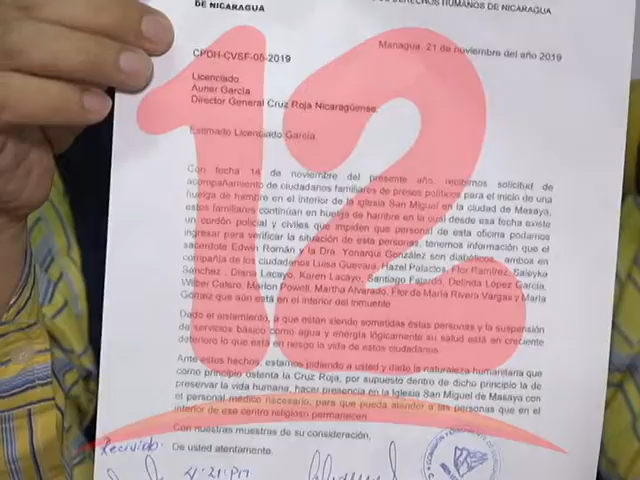 DE NICARAGUA
DERECHOS HUMANOS DE NICARAGUA
CPDH-CVSF-05-2019
Managua, 21 de noviembre del año 2019
Licenciado
Auner García
Director General Cruz Roja Nicaragüense.
Estimado Licenciado García.
Con fecha 14 de noviembre del presente año, recibimos solicitud de
acompañamiento de ciudadanos familiares de presos políticos para el inicio de una
huelga de hambre en el interior de la Iglesia San Miguel en la ciudad de Masaya,
estos familiares continúan en huelga de hambre en la cual desde esa fecha existe
un cordón policial y civiles que impiden que personal de esta oficina podamos
ingresar para verificar la situación de esta personas, tenemos información que el
sacerdote Edwin Román y la Dra. Yonarqui González son diabéticos, ambos en
compañía de los ciudadanos Luisa Guevara, Hazel Palacios, Flor Ramírez, Saleyka
Sánchez , Diana Lacayo, Karen Lacayo, Santiago Fajardo, Delinda López García,
Wilber Calero, Marlon Powell, Martha Alvarado, Flor de María Rivera Vargas y María
Gómez que aún está en el interior del inmueble.
Dado el aislamiento, a que están siendo sometidas éstas personas y la suspensión
de servicios básico como agua y energía lógicamente su salud está en creciente
deterioro lo que está en riesgo la vida de estos ciudadanos.
Ante estos hechos, estamos pidiendo a usted y dado la naturaleza humanitaria que
como principio ostenta la Cruz Roja, por supuesto dentro de dicho principio la de
preservar la vida humana, hacer presencia en la Iglesia San Miguel de Masaya con
el personal médico necesario, para que pueda atender a las personas que en el
interior de ese centro religioso permanecen.
Con nuestras muestras de su consideración,
De usted atentamente.
Recivido.
4:21 PM
12